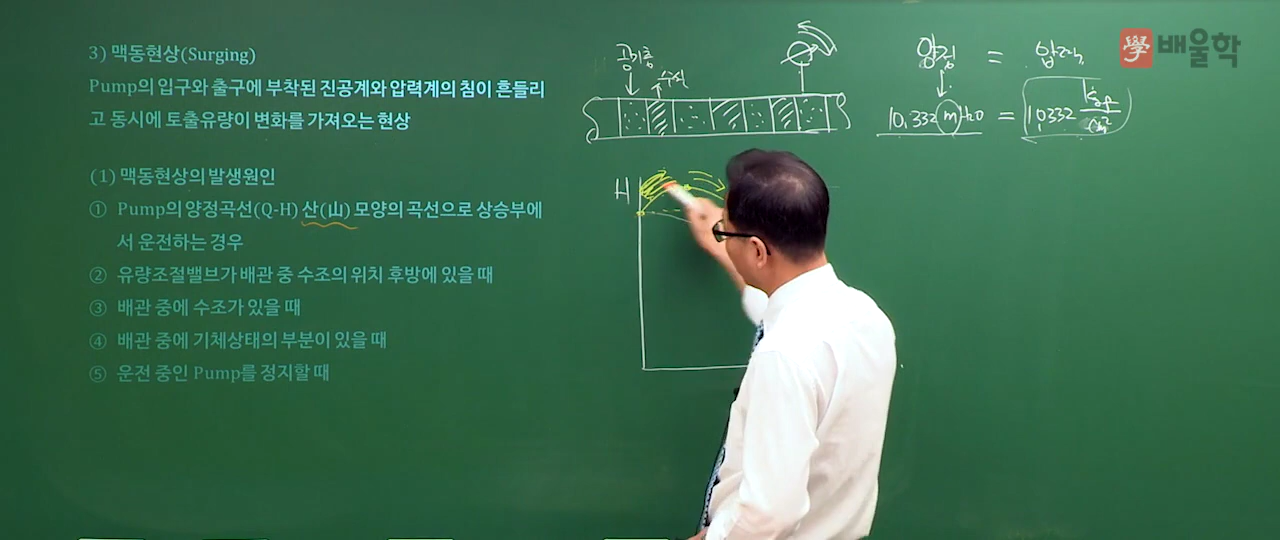 3) 맥동현상(Surging)
Pump의 입구와 출구에 부착된 진공계와 압력계의 침이 흔들리
고 동시에 토출유량이 변화를 가져오는 현상
(1) 맥동현상의 발생원인
① Pump의 양정곡선(Q-H) 산(山) 모양의 곡선으로 상승부에
서 운전하는 경우
② 유량조절밸브가 배관 중 수조의 위치 후방에 있을 때
③ 배관 중에 수조가 있을 때
④ 배관 중에 기체상태의 부분이 있을 때
⑤ 운전 중인 Pump를 정지할 때
공기층
H
양정 = 압력
10.332 mH2O = 10332 kgf/m²
學 배울학